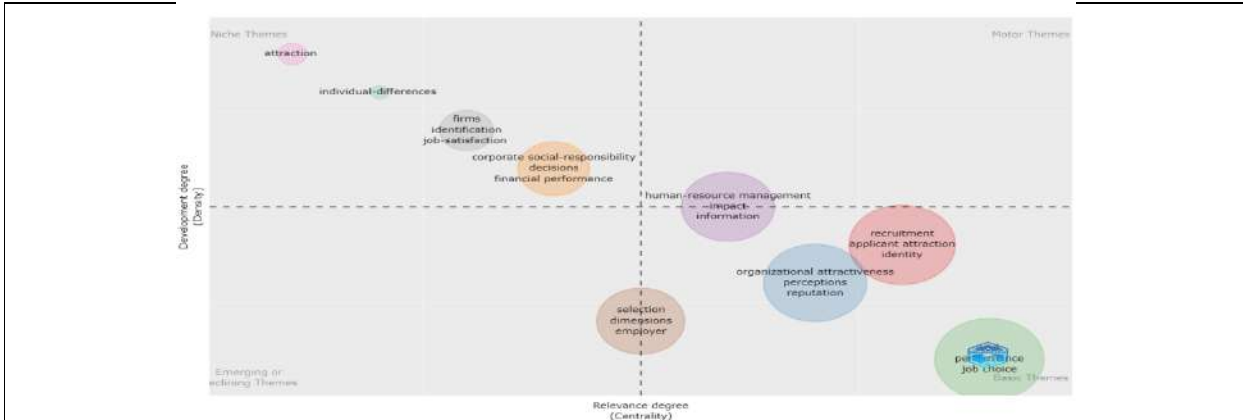 Niche Themes
Motor Themes
attraction
individual-differences
firms
identification
job-satisfaction
corporate social-responsibility
decisions
financial performance
human-resource management
impact
information
recruitment
applicant attraction
identity
organizational attractiveness
perceptions
reputation
selection
dimensions
employer
job choice
Emerging or
Themes
Basic Themes
Development degree
(Density)
Relevance degree
(Centrality)